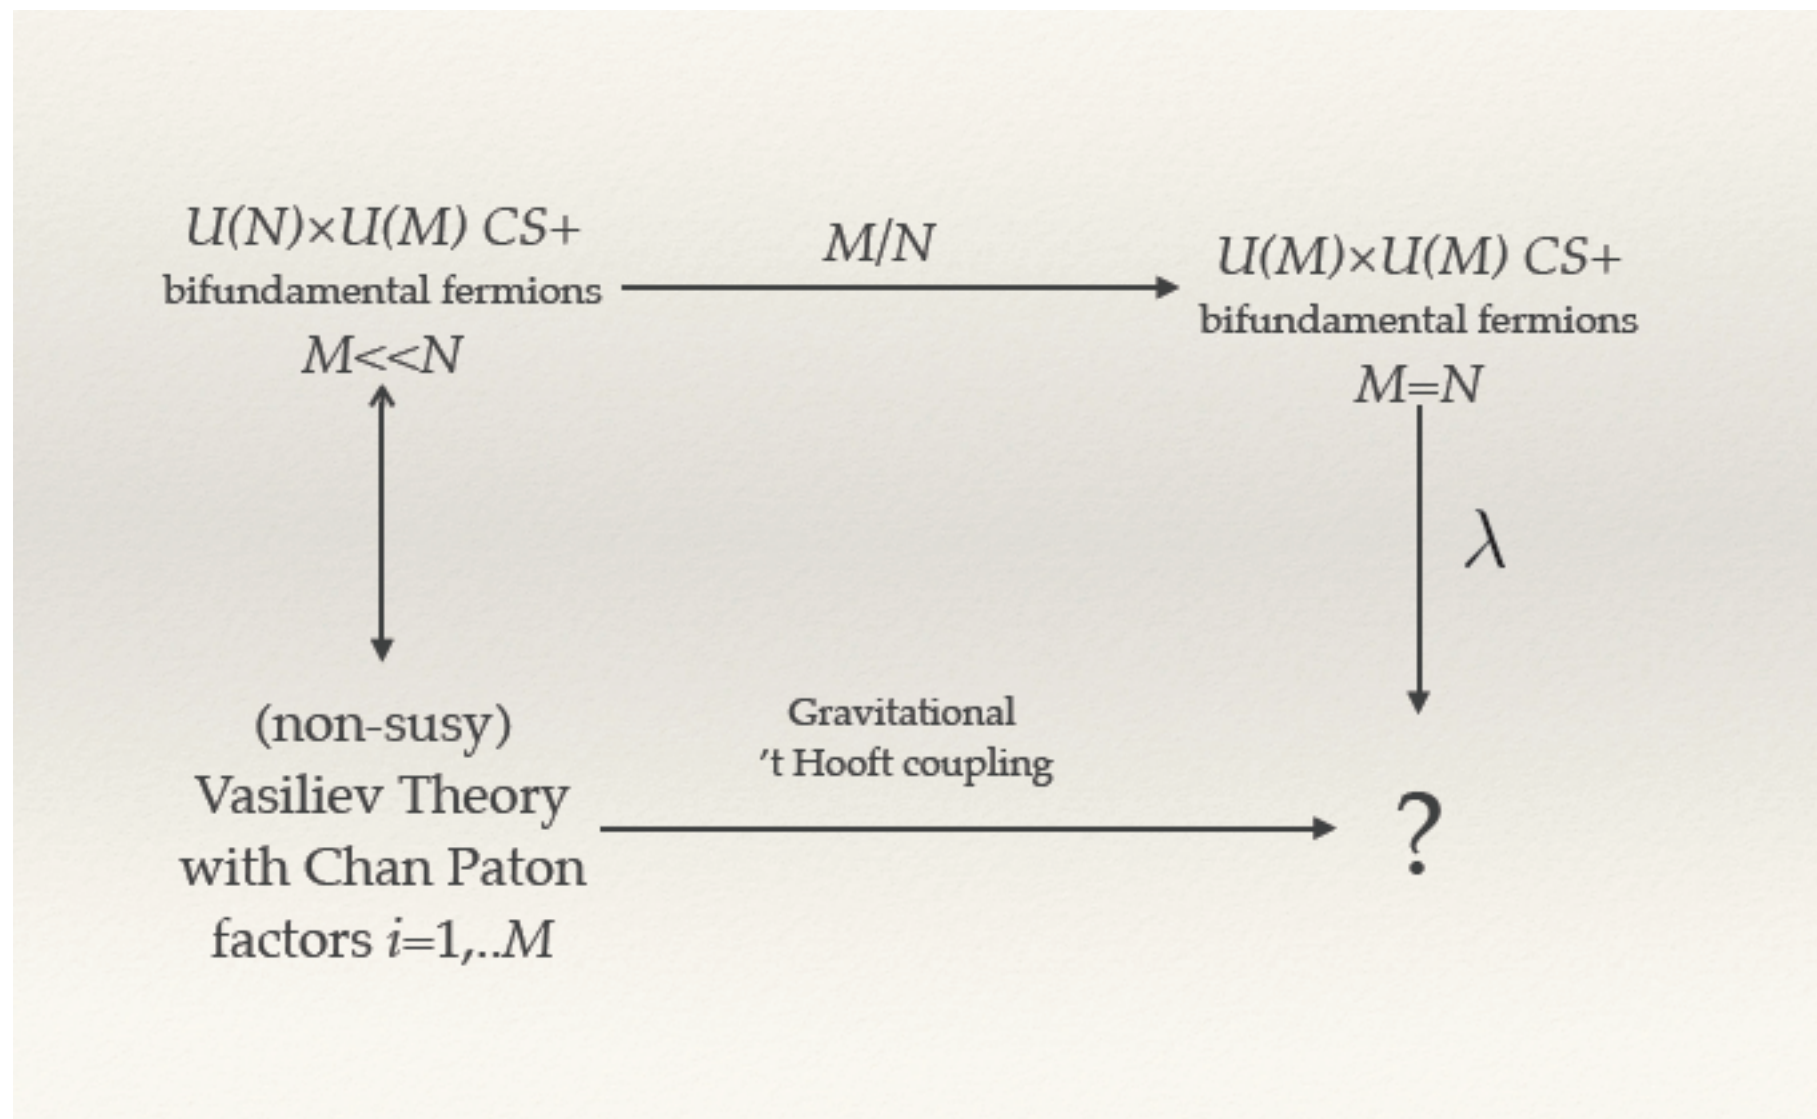 U(N)×U(M) CS+
bifundamental fermions
M<<N
M/N
U(M)×U(M) CS+
bifundamental fermions
M=N
λ
(non-susy)
Vasiliev Theory
with Chan Paton
factors i=1,..M
Gravitational
’t Hooft coupling
?